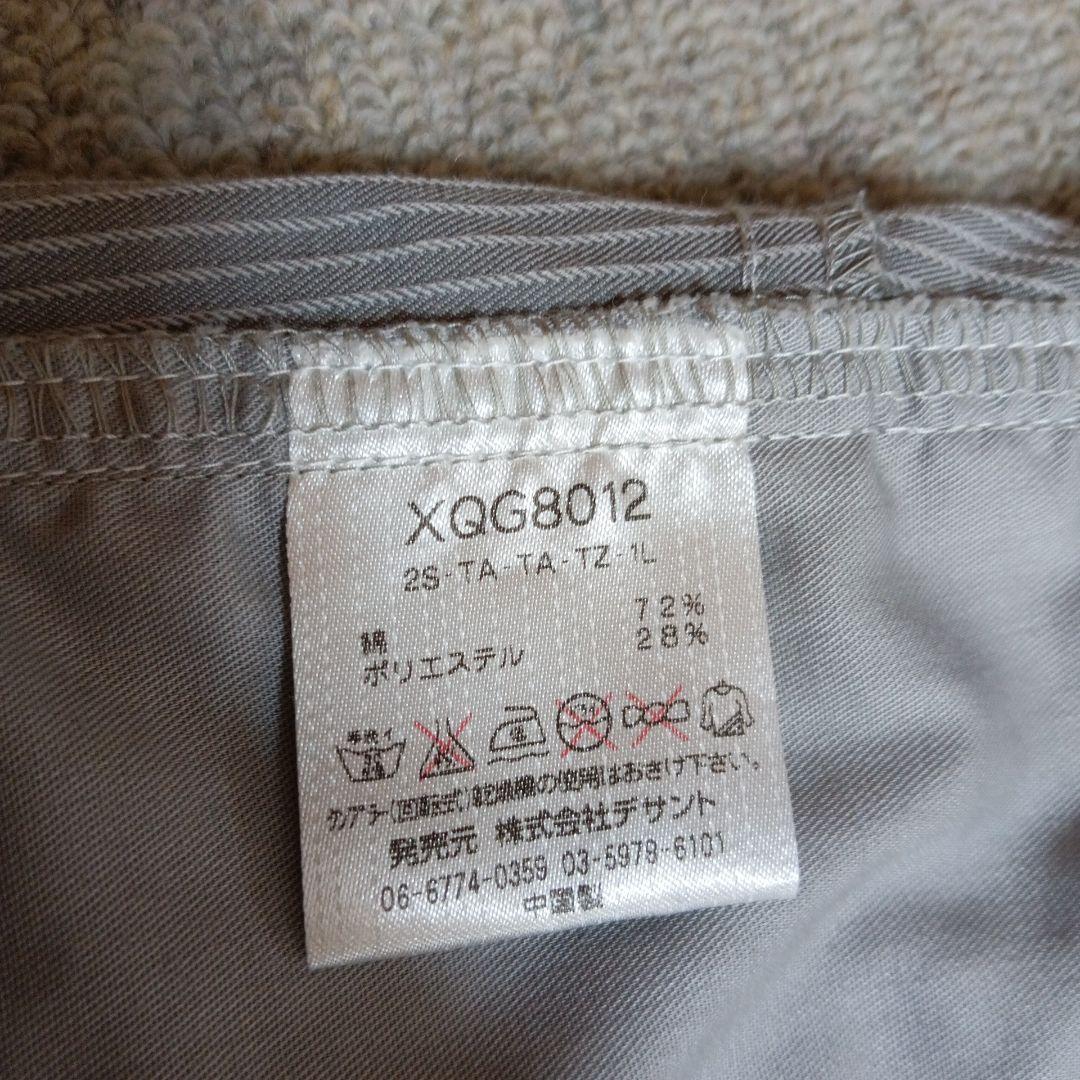 XQG8012
2S-TA-TA-TZ-1L
綿 72%
ポリエステル 28%
タンブラー(回転式)乾燥機の使用はおさけ下さい。
発売元 株式会社デサント
06-6774-0359 03-5978-6101
中国製